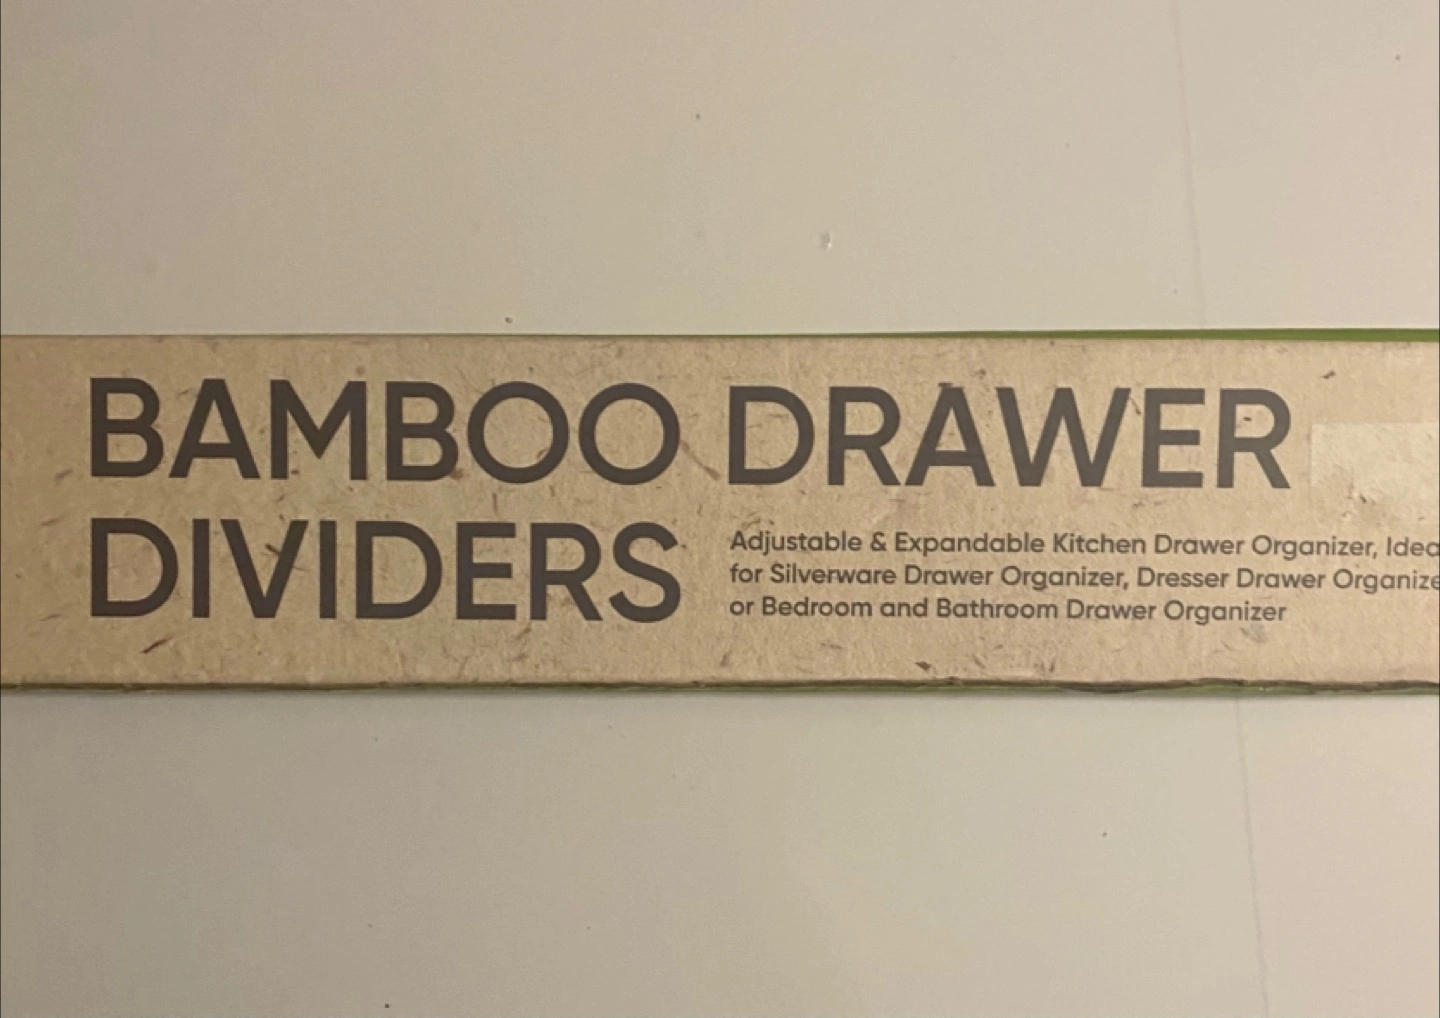 BAMBOO DRAWER
DIVIDERS
Adjustable & Expandable Kitchen Drawer Organizer,
for Silverware Drawer Organizer, Dresser Drawer
or Bedroom and Bathroom Drawer Organizer